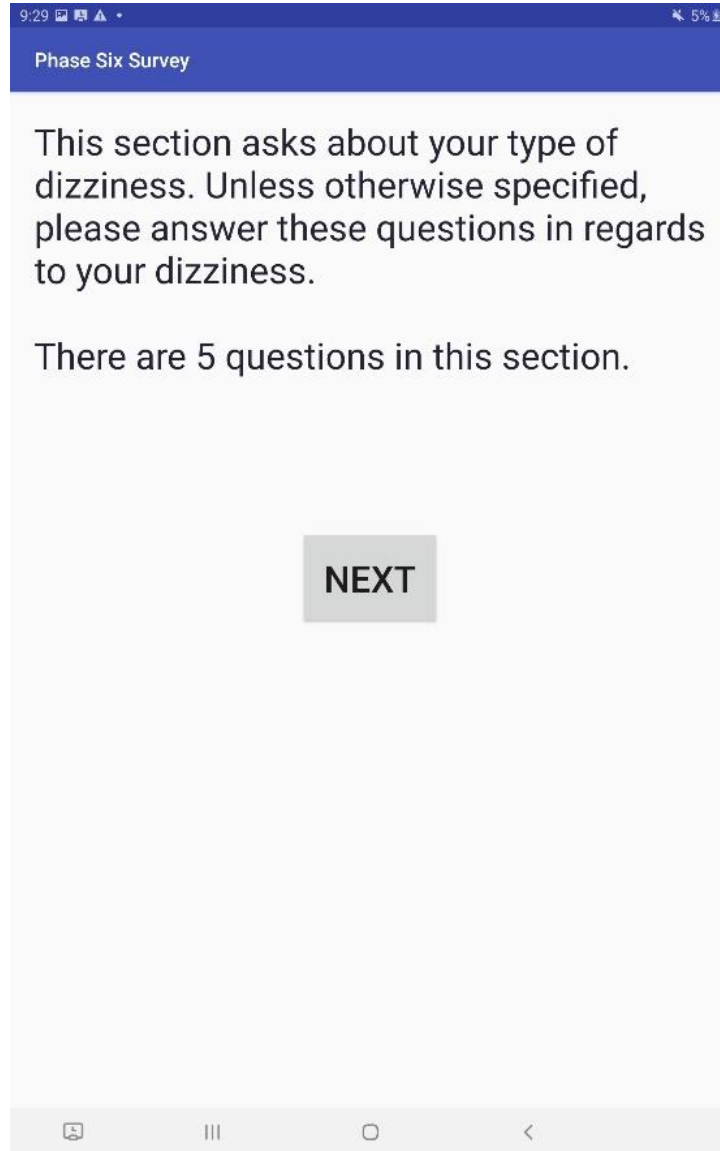 9:29
5%
Phase Six Survey
This section asks about your type of
dizziness. Unless otherwise specified,
please answer these questions in regards
to your dizziness.
There are 5 questions in this section.
NEXT